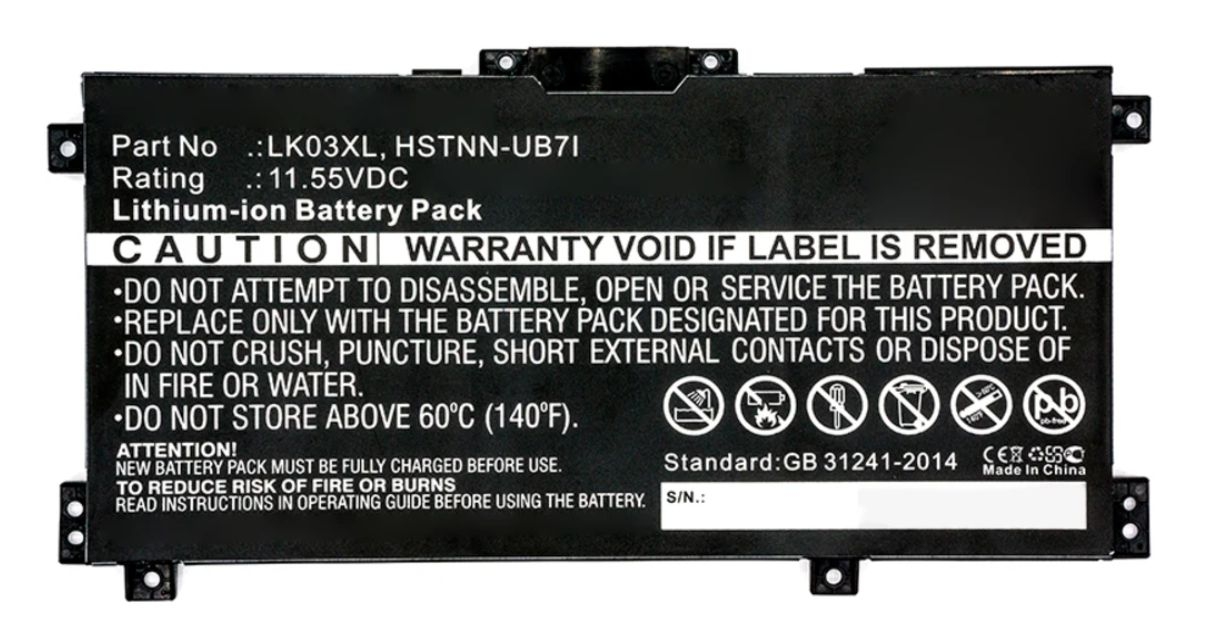 Part No .:LK03XL, HSTNN-UB7I
Rating .:11.55VDC
Lithium-ion Battery Pack
CAUTION WARRANTY VOID IF LABEL IS REMOVED
·DO NOT ATTEMPT TO DISASSEMBLE, OPEN OR SERVICE THE BATTERY PACK.
·REPLACE ONLY WITH THE BATTERY PACK DESIGNATED FOR THIS PRODUCT.
·DO NOT CRUSH, PUNCTURE, SHORT EXTERNAL CONTACTS OR DISPOSE OF
IN FIRE OR WATER.
·DO NOT STORE ABOVE 60ºC (140ºF).
ATTENTION!
NEW BATTERY PACK MUST BE FULLY CHARGED BEFORE USE.
TO REDUCE RISK OF FIRE OR BURNS
READ INSTRUCTIONS IN OPERATING GUIDE BEFORE USING THE BATTERY.
pb
pb-free
Standard:GB 31241-2014
CE
Made In China
S/N.: